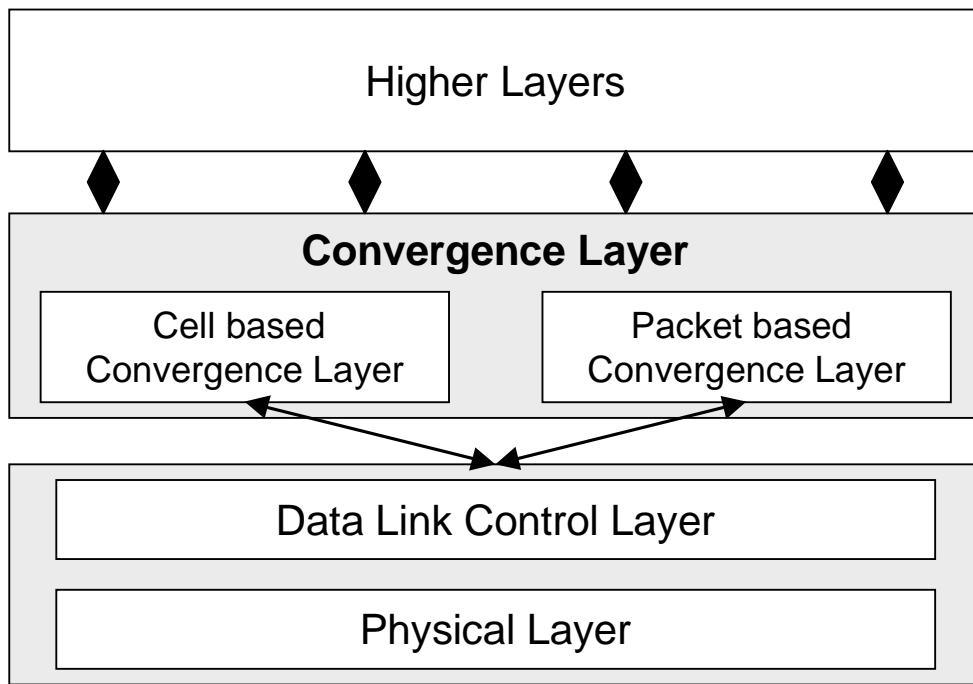 Higher Layers
Convergence Layer
Cell based
Convergence Layer
Packet based
Convergence Layer
Data Link Control Layer
Physical Layer